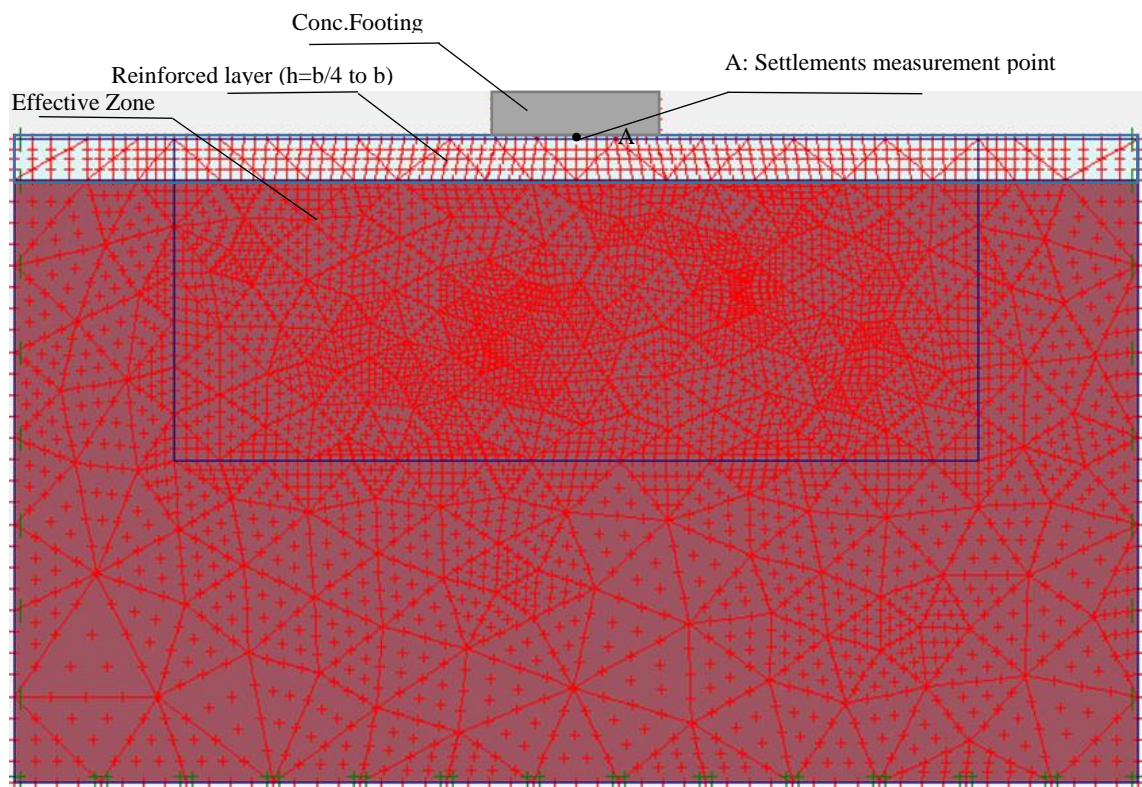 Conc.Footing
A: Settlements measurement point
Reinforced layer (h=b/4 to b)
Effective Zone
A